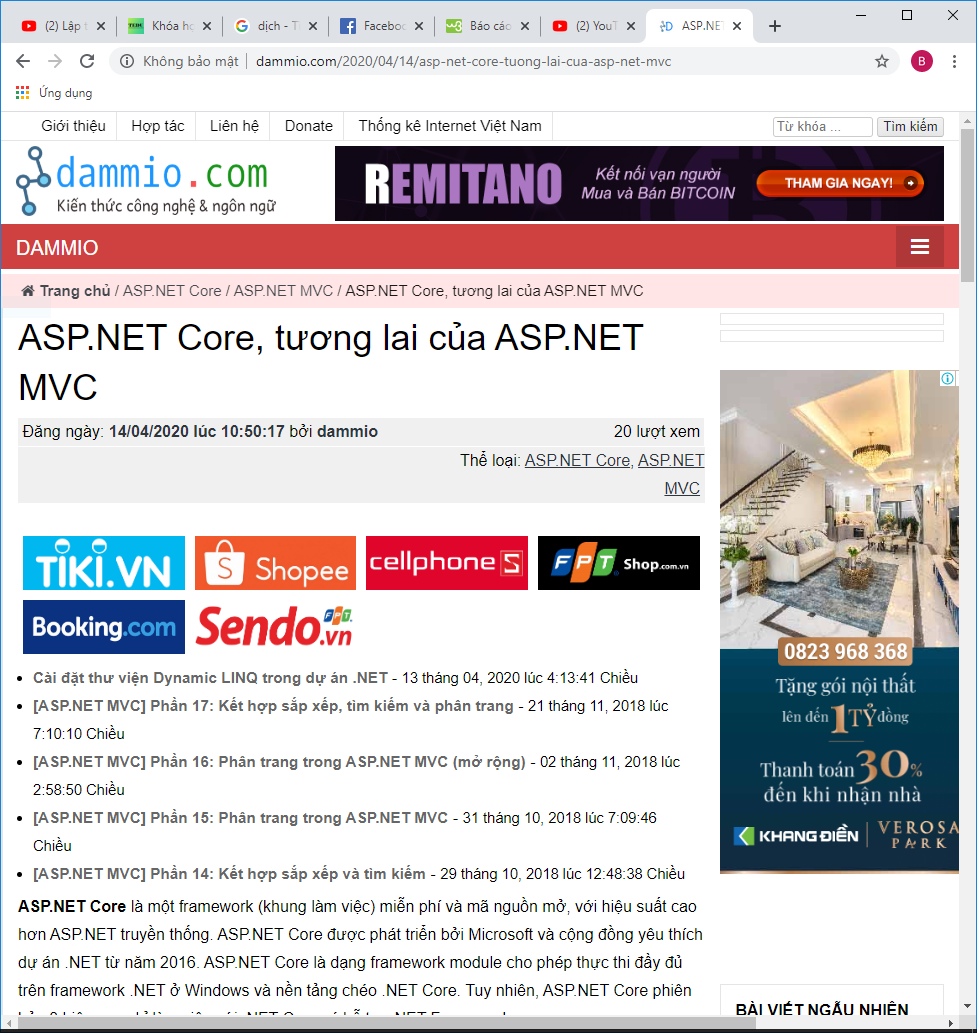 (2) Lập t
Khóa họ
dịch - T
Faceboo
Báo cáo
(2) YouT
ASP.NET
Không bảo mật | dammio.com/2020/04/14/asp-net-core-tuong-lai-cua-asp-net-mvc
B
Ứng dụng
Giới thiệu
Hợp tác
Liên hệ
Donate
Thống kê Internet Việt Nam
Từ khóa ...
Tìm kiếm
dammio.com
Kiến thức công nghệ & ngôn ngữ
REMITANO
Kết nối vạn người
Mua và Bán BITCOIN
THAM GIA NGAY!
DAMMIO
Trang chủ / ASP.NET Core / ASP.NET MVC / ASP.NET Core, tương lai của ASP.NET MVC
ASP.NET Core, tương lai của ASP.NET
MVC
Đăng ngày: 14/04/2020 lúc 10:50:17 bởi dammio
20 lượt xem
Thể loại: ASP.NET Core, ASP.NET
MVC
TIKI.VN
Shopee
cellphoneS
FPT Shop.com.vn
Booking.com
Sendo.vn
FPT
Cài đặt thư viện Dynamic LINQ trong dự án .NET - 13 tháng 04, 2020 lúc 4:13:41 Chiều
[ASP.NET MVC] Phần 17: Kết hợp sắp xếp, tìm kiếm và phân trang - 21 tháng 11, 2018 lúc
7:10:10 Chiều
[ASP.NET MVC] Phần 16: Phân trang trong ASP.NET MVC (mở rộng) - 02 tháng 11, 2018 lúc
2:58:50 Chiều
[ASP.NET MVC] Phần 15: Phân trang trong ASP.NET MVC - 31 tháng 10, 2018 lúc 7:09:46
Chiều
[ASP.NET MVC] Phần 14: Kết hợp sắp xếp và tìm kiếm - 29 tháng 10, 2018 lúc 12:48:38 Chiều
ASP.NET Core là một framework (khung làm việc) miễn phí và mã nguồn mở, với hiệu suất cao
hơn ASP.NET truyền thống. ASP.NET Core được phát triển bởi Microsoft và cộng đồng yêu thích
dự án .NET từ năm 2016. ASP.NET Core là dạng framework module cho phép thực thi đầy đủ
trên framework .NET ở Windows và nền tảng chéo .NET Core. Tuy nhiên, ASP.NET Core phiên
0823 968 368
Tặng gói nội thất
lên đến 1 TỶ đồng
Thanh toán 30%
đến khi nhận nhà
KHANG ĐIỀN | VEROSA
PARK
BÀI VIẾT NGẪU NHIÊN